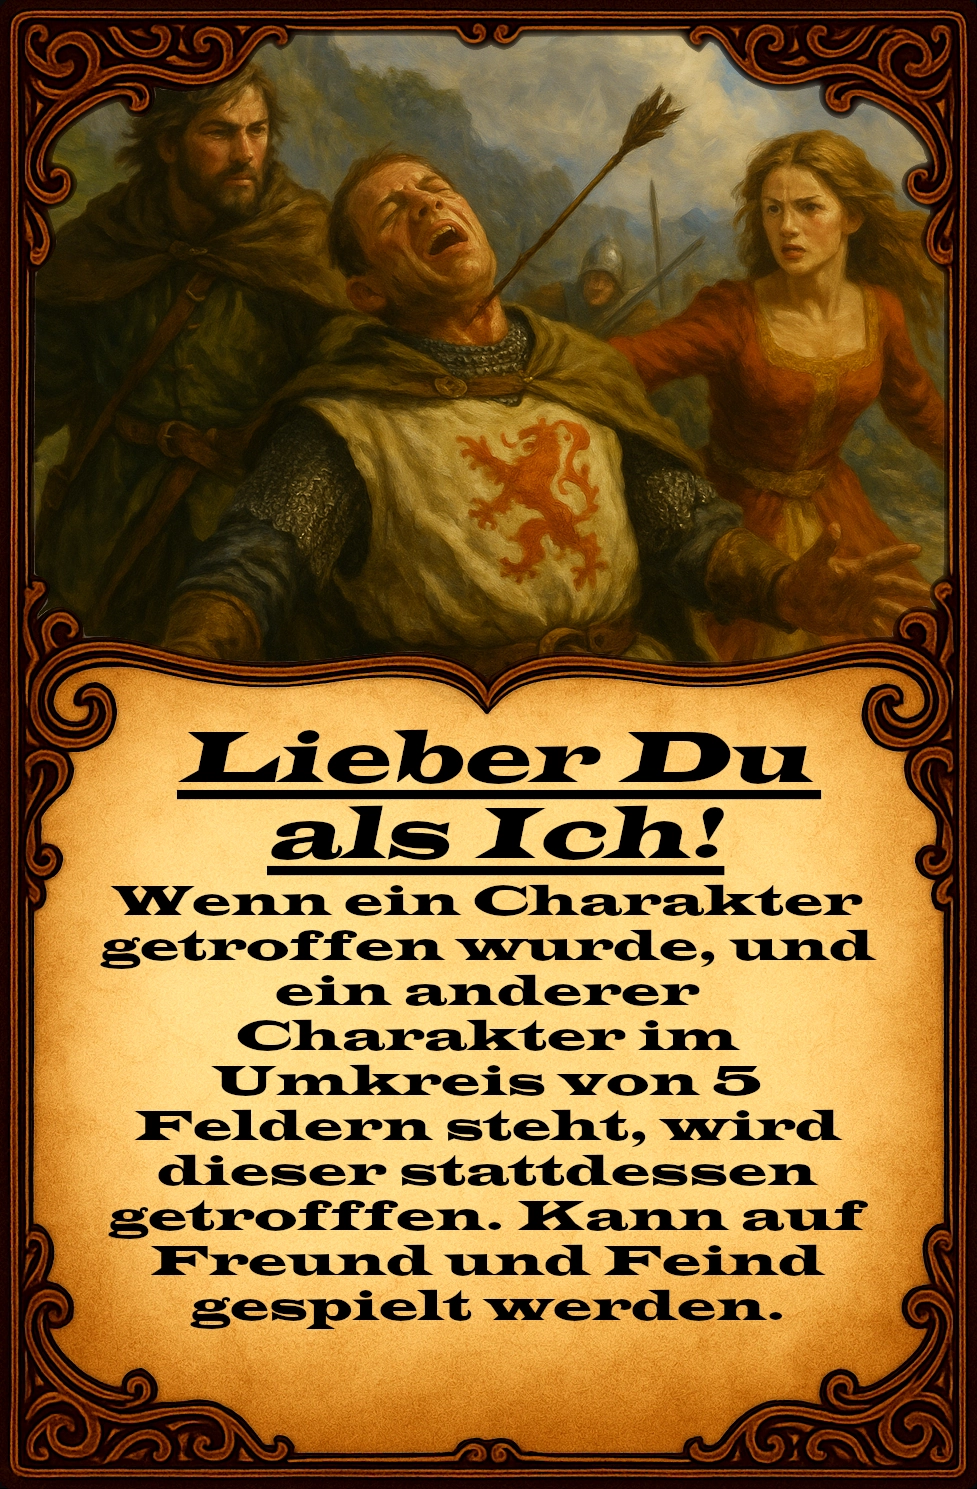 Lieber Du
als Ich!
Wenn ein Charakter
getroffen wurde, und
ein anderer
Charakter im
Umkreis von 5
Feldern steht, wird
dieser stattdessen
getrofffen. Kann auf
Freund und Feind
gespielt werden.